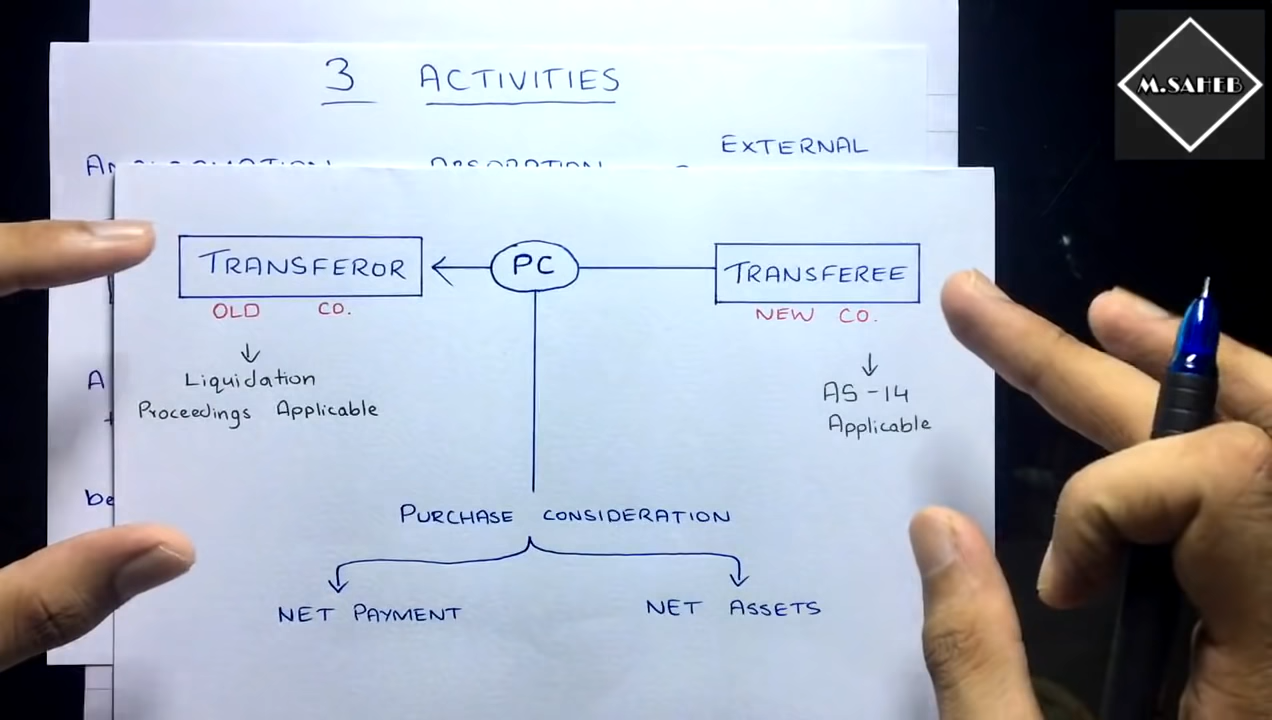 3 ACTIVITIES
M.SAHEB
EXTERNAL
TRANSFEROR
PC
TRANSFEREE
OLD CO.
NEW CO.
Liquidation
Proceedings Applicable
AS-14
Applicable
A
be
PURCHASE CONSIDERATION
NET PAYMENT
NET ASSETS